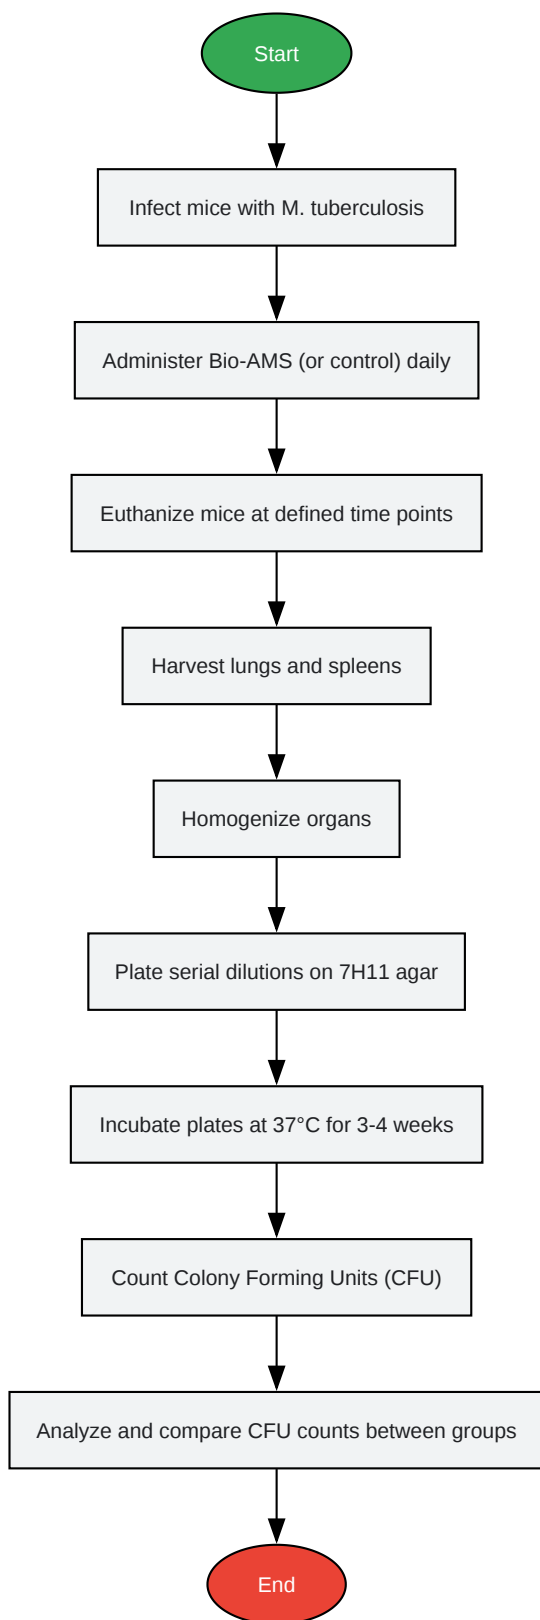 Start
Infect mice with M. tuberculosis
Administer Bio-AMS (or control) daily
Euthanize mice at defined time points
Harvest lungs and spleens
Homogenize organs
Plate serial dilutions on 7H11 agar
Incubate plates at 37°C for 3-4 weeks
Count Colony Forming Units (CFU)
Analyze and compare CFU counts between groups
End